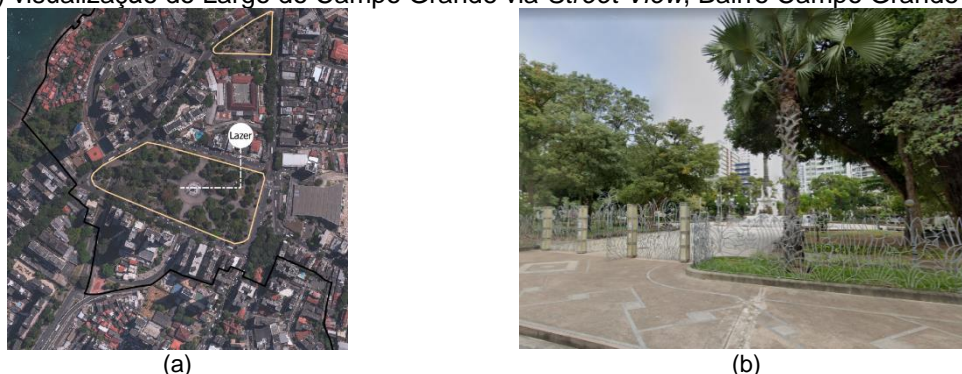 ) visualização do Largo do Campo Grande via Street View, Bairro Campo Grande
Lazer
(a)
(b)